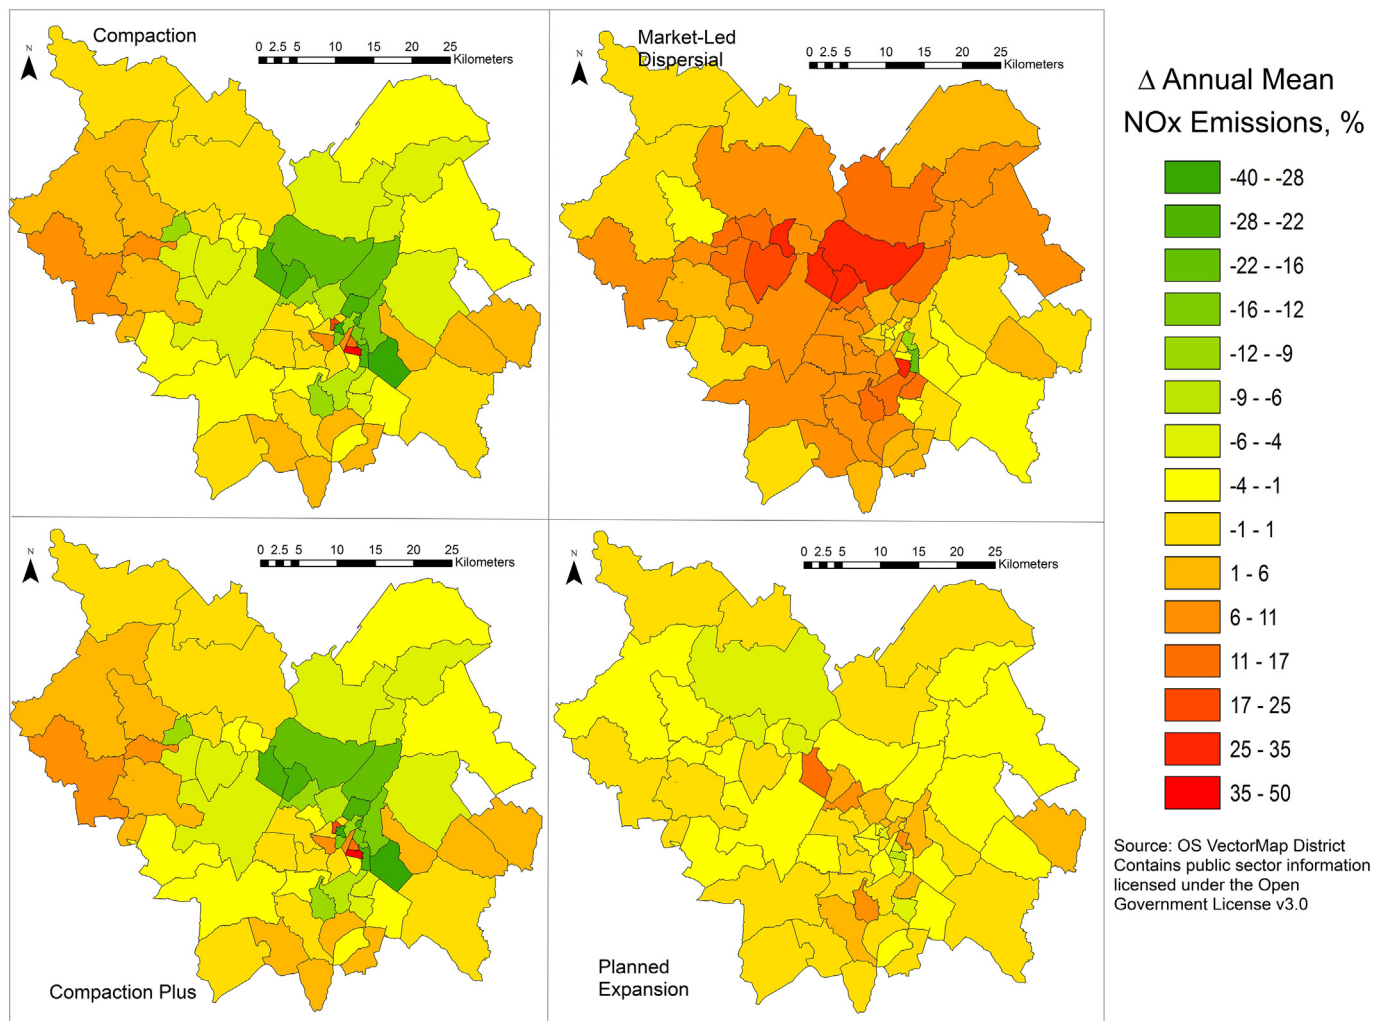 Compaction
N
0 2.5 5 10 15 20 25
Kilometers
Market-Led
Dispersial
N
0 2.5 5 10 15 20 25
Kilometers
Δ Annual Mean
NOx Emissions, %
-40 - -28
-28 - -22
-22 - -16
-16 - -12
-12 - -9
-9 - -6
-6 - -4
-4 - -1
-1 - 1
1 - 6
6 - 11
11 - 17
17 - 25
25 - 35
35 - 50
Source: OS VectorMap District
Contains public sector information
licensed under the Open
Government License v3.0
N
0 2.5 5 10 15 20 25
Kilometers
Compaction Plus
N
0 2.5 5 10 15 20 25
Kilometers
Planned
Expansion